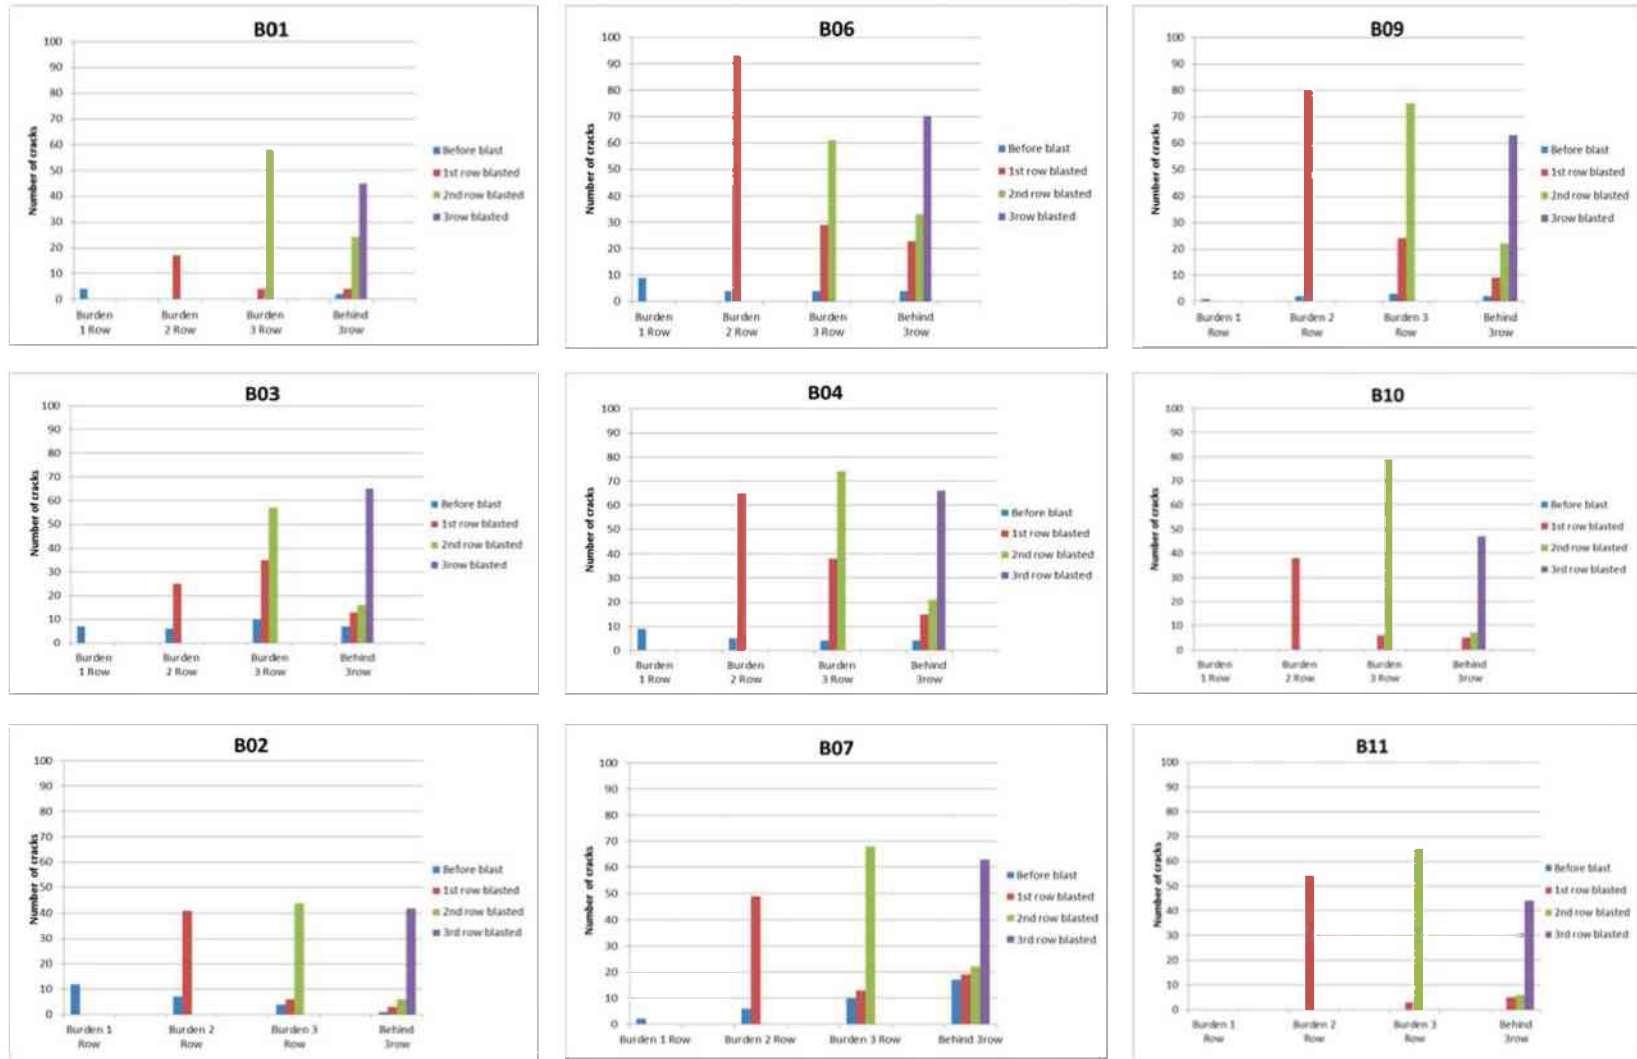 B01
100
90
80
70
60
50
40
30
20
10
0
Number of cracks
Burden 1 Row
Burden 2 Row
Burden 3 Row
Behind 3row
Before blast
1st row blasted
2nd row blasted
3row blasted
B06
100
90
80
70
60
50
40
30
20
10
0
Number of cracks
Burden 1 Row
Burden 2 Row
Burden 3 Row
Behind 3row
Before blast
1st row blasted
2nd row blasted
3row blasted
B09
100
90
80
70
60
50
40
30
20
10
0
Number of cracks
Burden 1 Row
Burden 2 Row
Burden 3 Row
Behind 3row
Before blast
1st row blasted
2nd row blasted
3row blasted
B03
100
90
80
70
60
50
40
30
20
10
0
Number of cracks
Burden 1 Row
Burden 2 Row
Burden 3 Row
Behind 3row
Before blast
1st row blasted
2nd row blasted
3row blasted
B04
100
90
80
70
60
50
40
30
20
10
0
Number of cracks
Burden 1 Row
Burden 2 Row
Burden 3 Row
Behind 3row
Before blast
1st row blasted
2nd row blasted
3rd row blasted
B10
100
90
80
70
60
50
40
30
20
10
0
Number of cracks
Burden 1 Row
Burden 2 Row
Burden 3 Row
Behind 3row
Before blast
1st row blasted
2nd row blasted
3rd row blasted
B02
100
90
80
70
60
50
40
30
20
10
0
Number of cracks
Burden 1 Row
Burden 2 Row
Burden 3 Row
Behind 3row
Before blast
1st row blasted
2nd row blasted
3rd row blasted
B07
100
90
80
70
60
50
40
30
20
10
0
Number of cracks
Burden 1 Row
Burden 2 Row
Burden 3 Row
Behind 3row
Before blast
1st row blasted
2nd row blasted
3rd row blasted
B11
100
90
80
70
60
50
40
30
20
10
0
Number of cracks
Burden 1 Row
Burden 2 Row
Burden 3 Row
Behind 3row
Before blast
1st row blasted
2nd row blasted
3rd row blasted